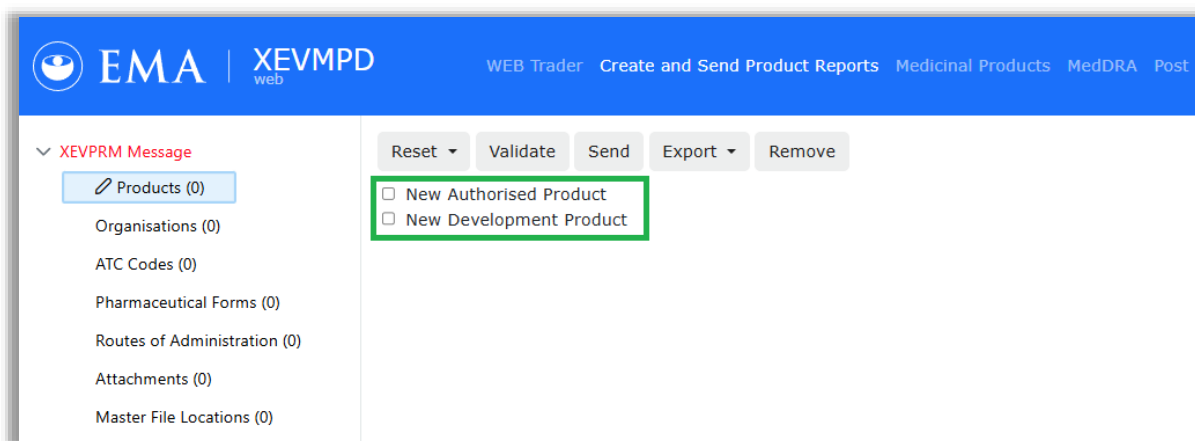 EMA | XEVMPD
web
WEB Trader Create and Send Product Reports Medicinal Products MedDRA Post
XEVPRM Message
Products (0)
Organisations (0)
ATC Codes (0)
Pharmaceutical Forms (0)
Routes of Administration (0)
Attachments (0)
Master File Locations (0)
Reset Validate Send Export Remove
New Authorised Product
New Development Product